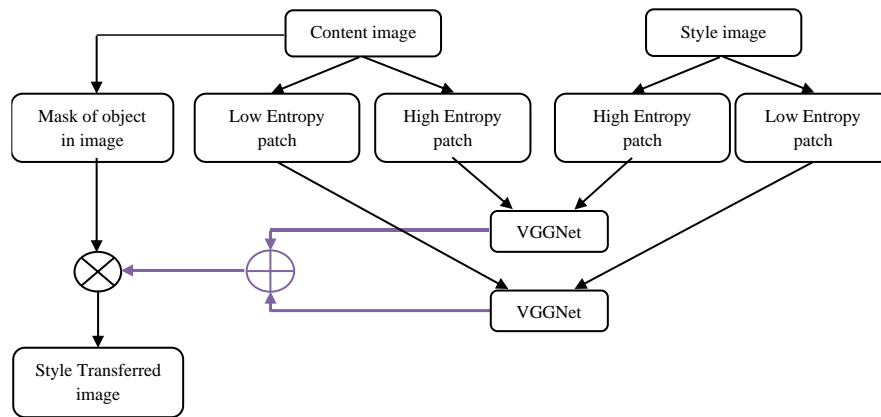 Content image
Style image
Mask of object
in image
Low Entropy
patch
High Entropy
patch
High Entropy
patch
Low Entropy
patch
VGGNet
VGGNet
Style Transferred
image